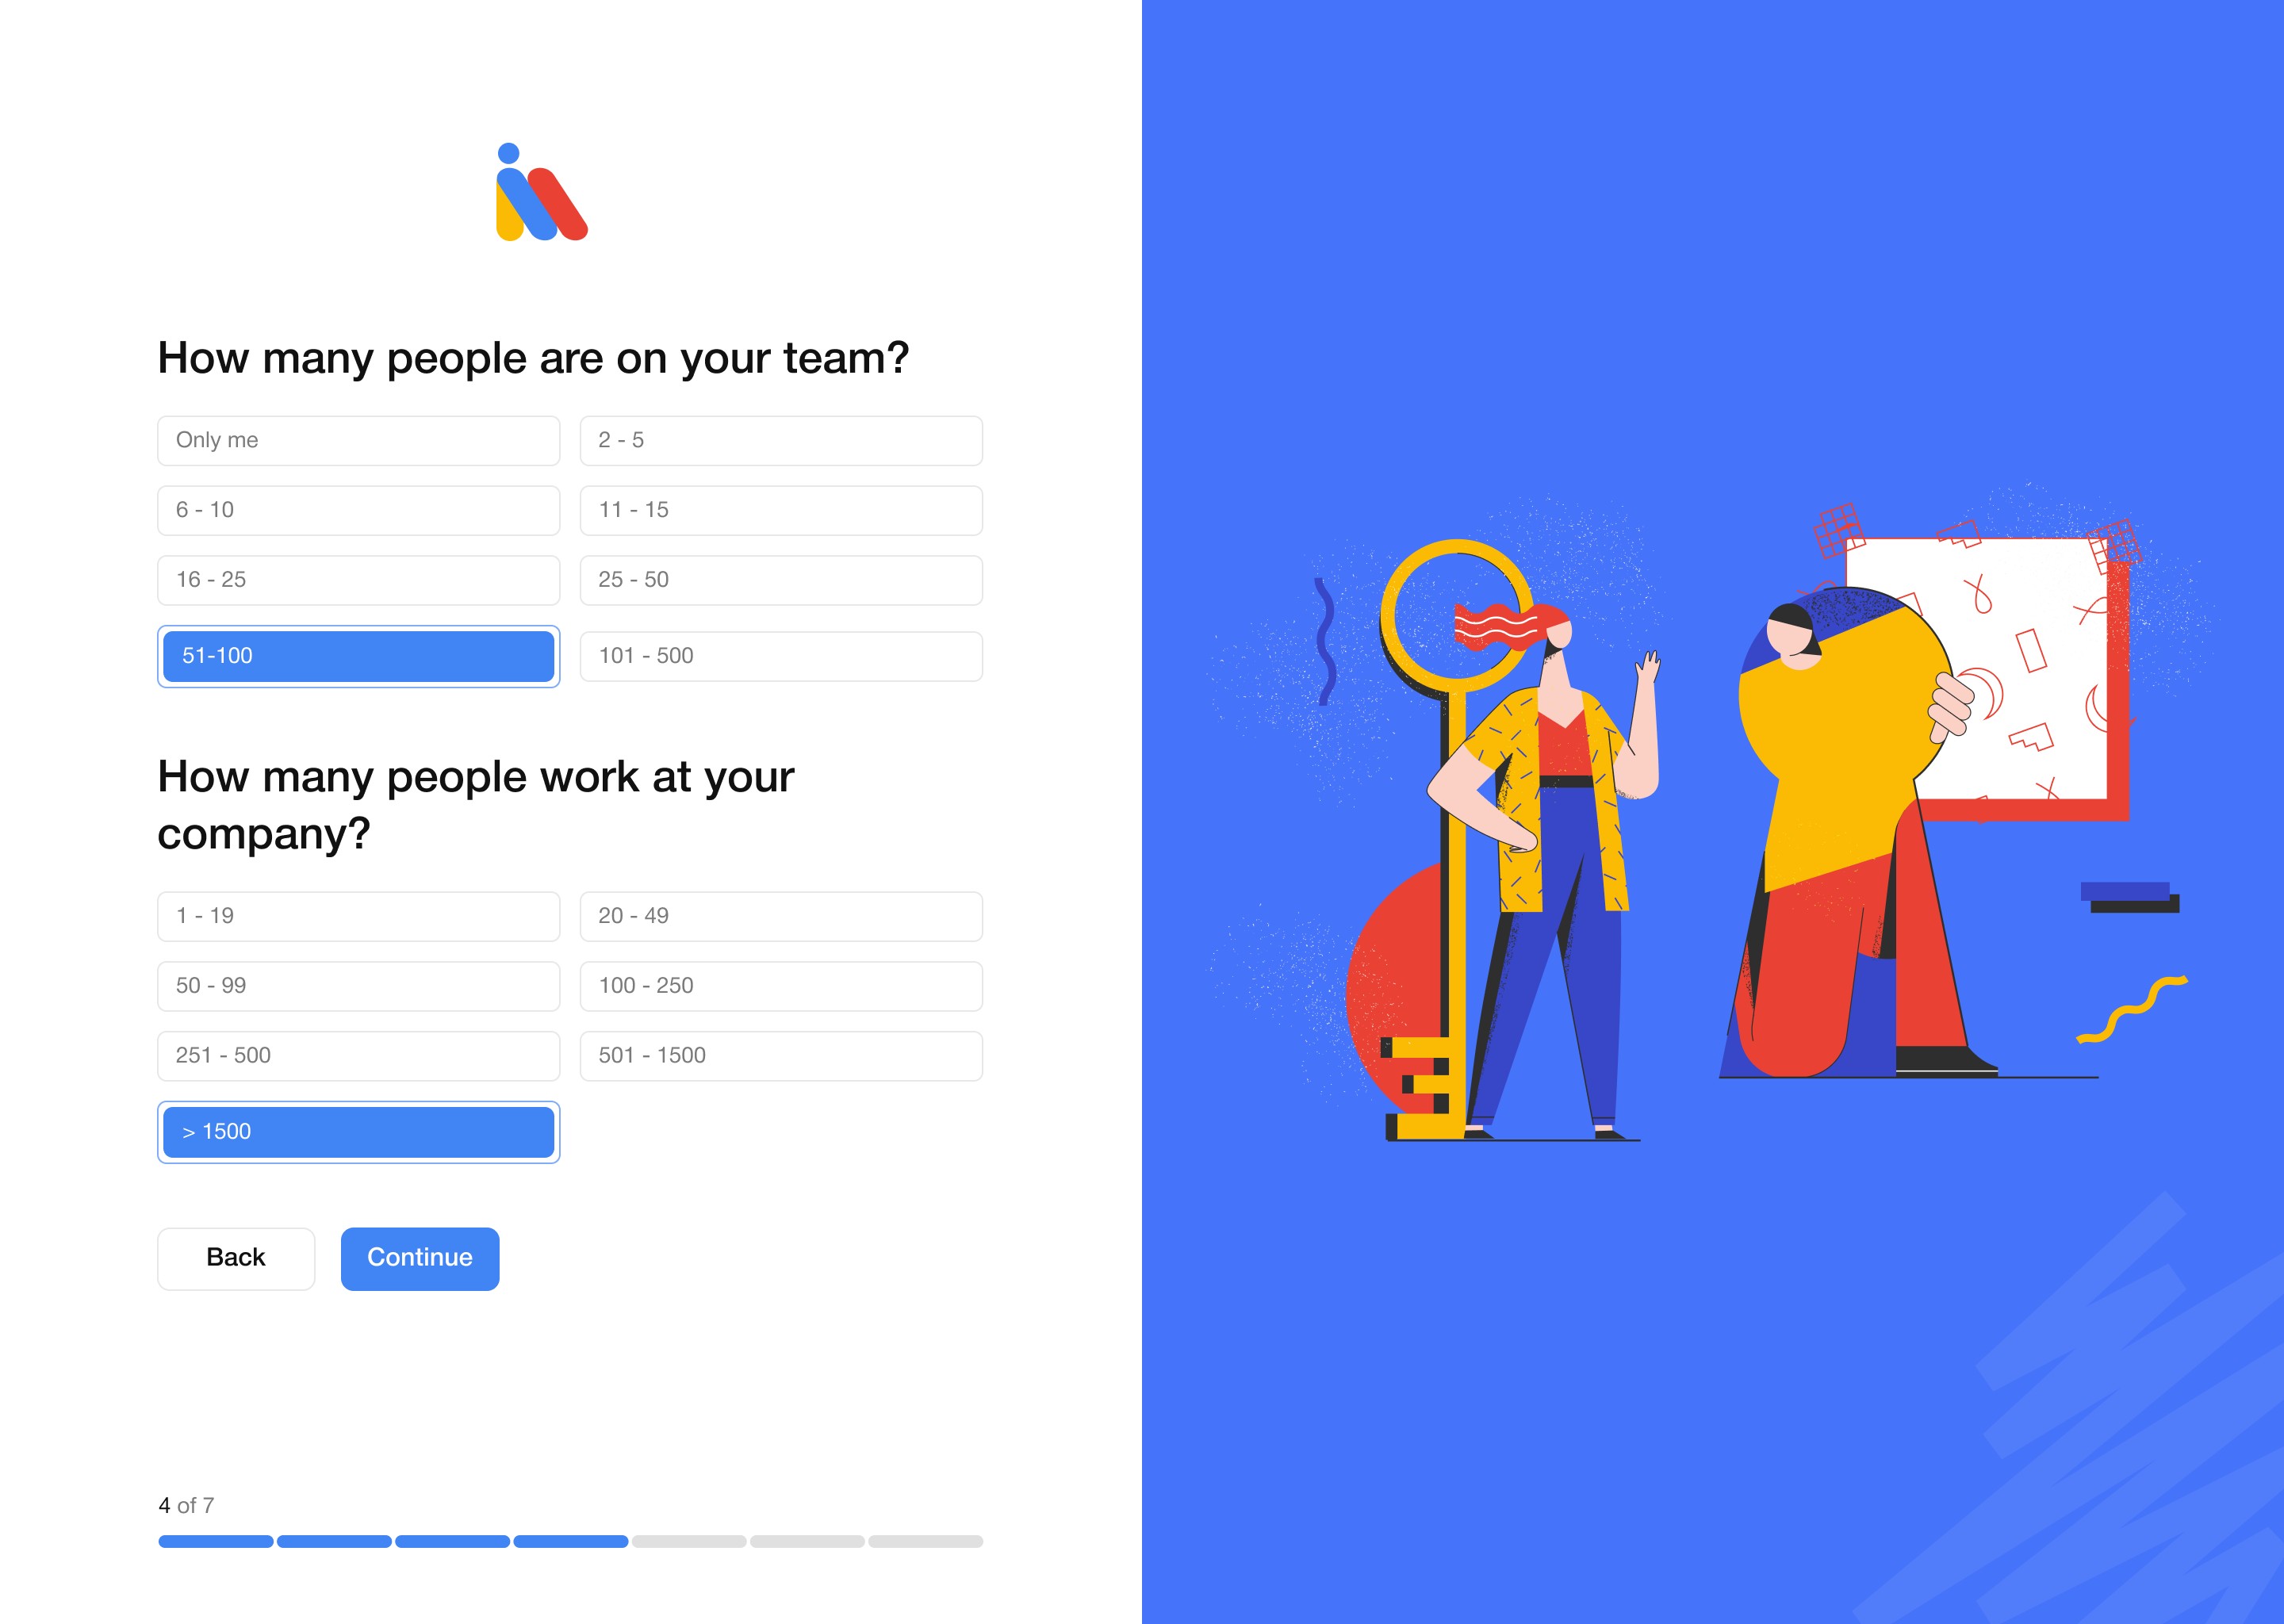 How many people are on your team?
Only me
2 - 5
6 - 10
11 - 15
16 - 25
25 - 50
51-100
101 - 500
How many people work at your
company?
1 - 19
20 - 49
50 - 99
100 - 250
251 - 500
501 - 1500
> 1500
Back
Continue
4 of 7